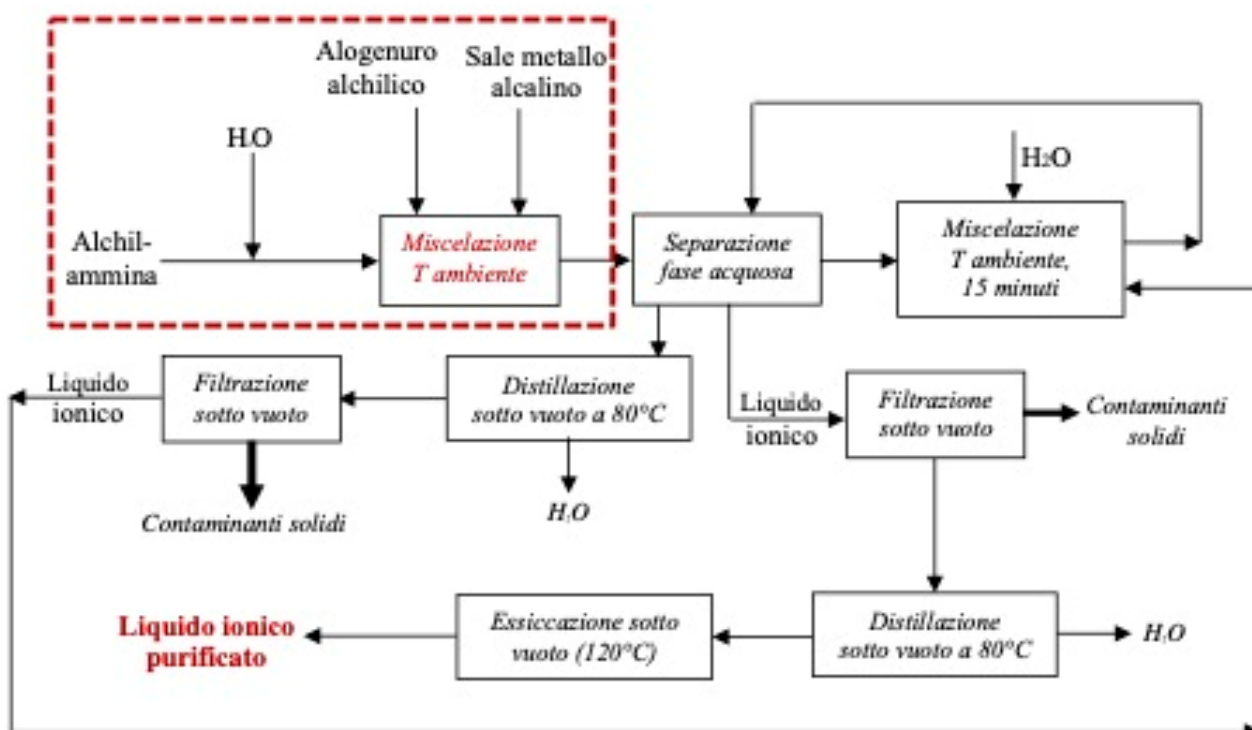 Alogenuro
alchilico
Sale metallo
alcalino
H₂O
H2O
Alchil-
ammina
Miscelazione
T ambiente
Separazione
fase acquosa
Miscelazione
T ambiente,
15 minuti
Liquido
ionico
Filtrazione
sotto vuoto
Distillazione
sotto vuoto a 80°C
Liquido
ionico
Filtrazione
sotto vuoto
Contaminanti
solidi
Contaminanti solidi
H₂O
Liquido ionico
purificato
Essiccazione sotto
vuoto (120°C)
Distillazione
sotto vuoto a 80°C
H₂O